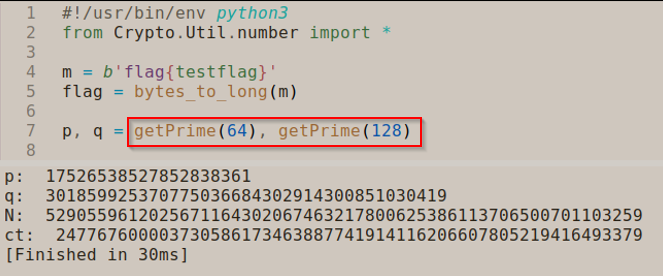 1 #!/usr/bin/env python3
2 from Crypto.Util.number import *
3
4 m = b'flag{testflag}'
5 flag = bytes_to_long(m)
6
7 p, q = getPrime(64), getPrime(128)
8
p: 17526538527852838361
q: 301859925370775036684302914300851030419
N: 5290559612025671164302067463217800625386113706500701103259
ct: 247767600003730586173463887741914116206607805219416493379
[Finished in 30ms]